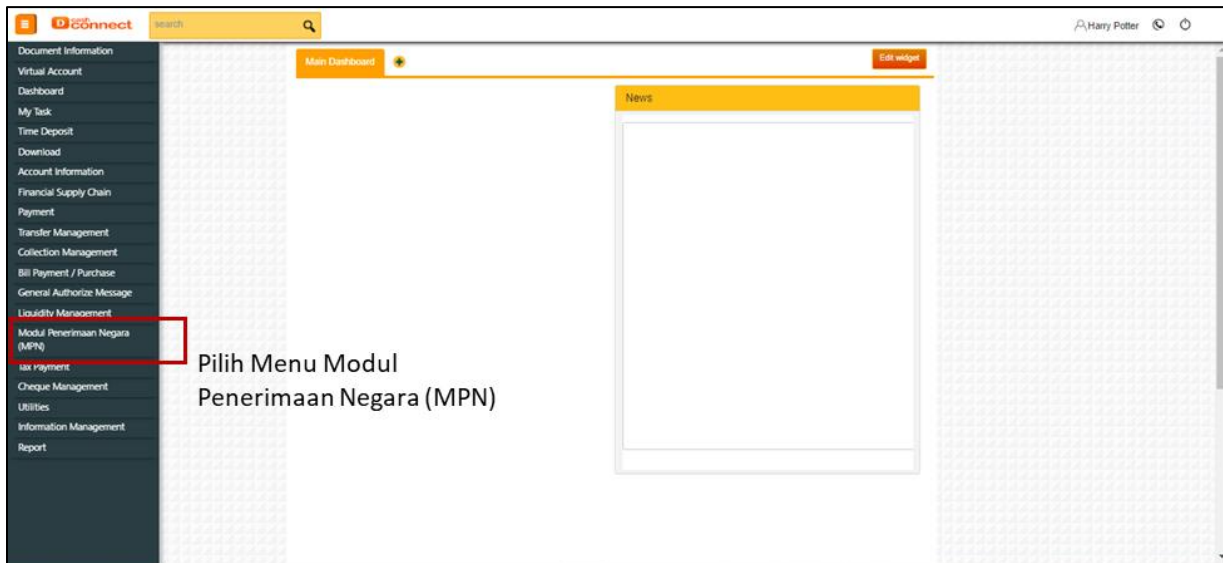 D cash connect
search
Harry Potter
Document Information
Virtual Account
Dashboard
My Task
Time Deposit
Download
Account Information
Financial Supply Chain
Payment
Transfer Management
Collection Management
Bill Payment / Purchase
General Authorize Message
Liquidity Management
Modul Penerimaan Negara
(MPN)
Tax Payment
Cheque Management
Utilities
Information Management
Report
Main Dashboard
Edit widget
News
Pilih Menu Modul
Penerimaan Negara (MPN)